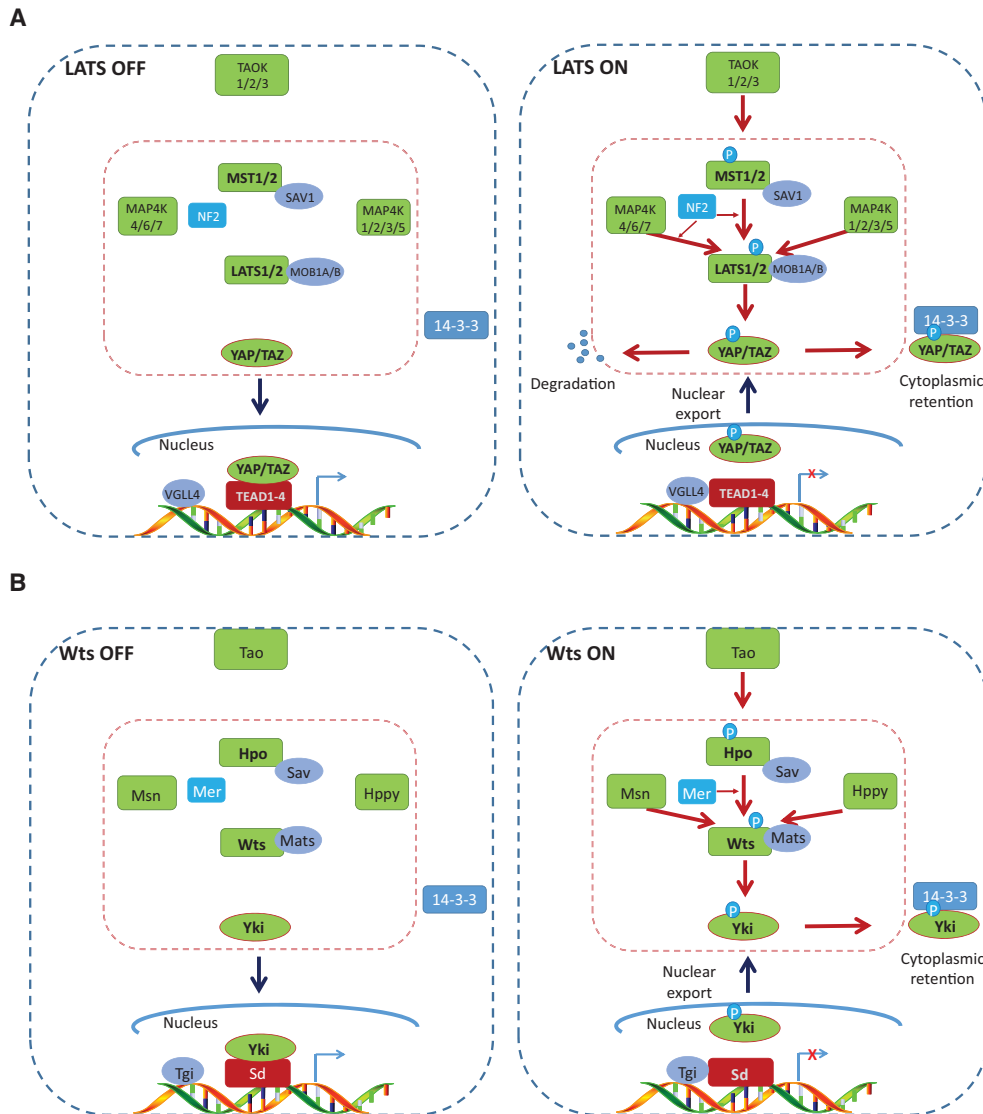 A
LATS OFF
TAOK
1/2/3
MST1/2
SAV1
MAP4K
4/6/7
NF2
MAP4K
1/2/3/5
LATS1/2
MOB1A/B
14-3-3
YAP/TAZ
Nucleus
YAP/TAZ
VGLL4
TEAD1-4
LATS ON
TAOK
1/2/3
P
MST1/2
SAV1
MAP4K
4/6/7
NF2
MAP4K
1/2/3/5
P
LATS1/2
MOB1A/B
14-3-3
P
P
YAP/TAZ
YAP/TAZ
Degradation
Cytoplasmic
retention
Nuclear
export
P
Nucleus
YAP/TAZ
X
VGLL4
TEAD1-4
B
Wts OFF
Tao
Hpo
Sav
Msn
Mer
Hppy
Wts
Mats
14-3-3
Yki
Nucleus
Yki
Tgi
Sd
Wts ON
Tao
P
Hpo
Sav
Msn
Mer
Hppy
P
Wts
Mats
14-3-3
P
P
Yki
Yki
Cytoplasmic
retention
Nuclear
export
P
Nucleus
Yki
X
Tgi
Sd